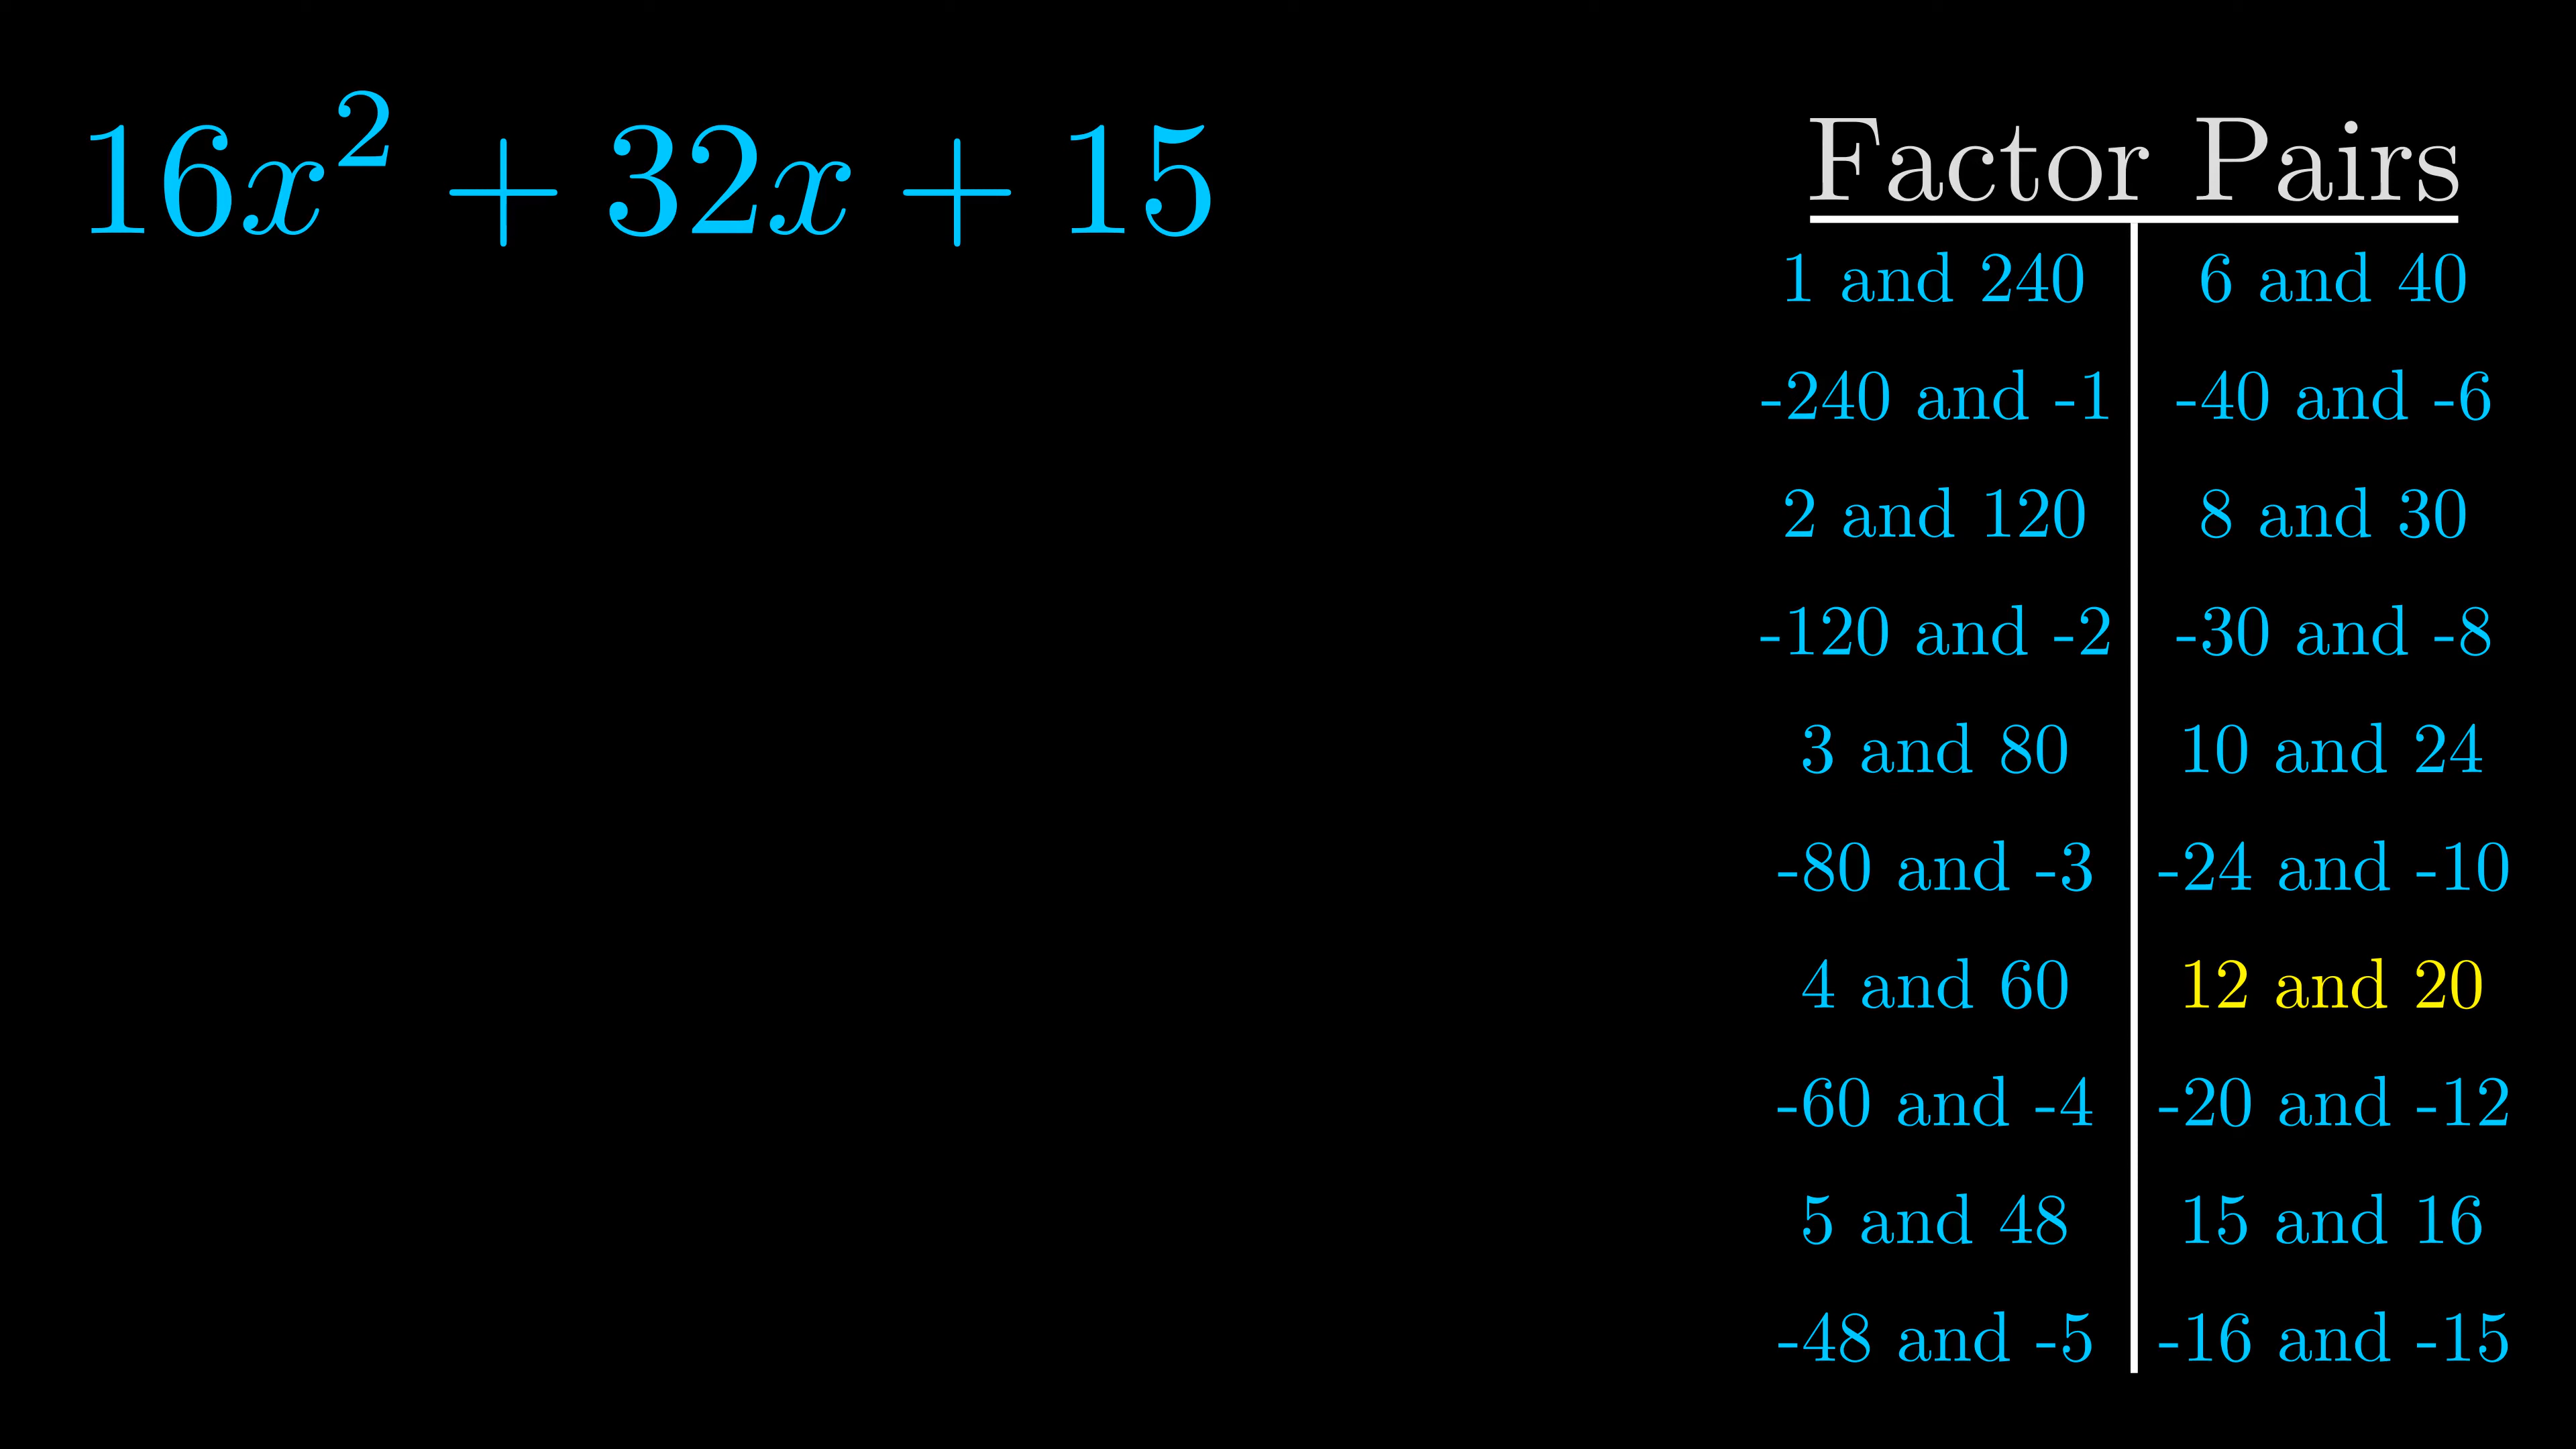 16x² + 32x + 15
Factor Pairs
1 and 240
6 and 40
-240 and -1
-40 and -6
2 and 120
8 and 30
-120 and -2
-30 and -8
3 and 80
10 and 24
-80 and -3
-24 and -10
4 and 60
12 and 20
-60 and -4
-20 and -12
5 and 48
15 and 16
-48 and -5
-16 and -15